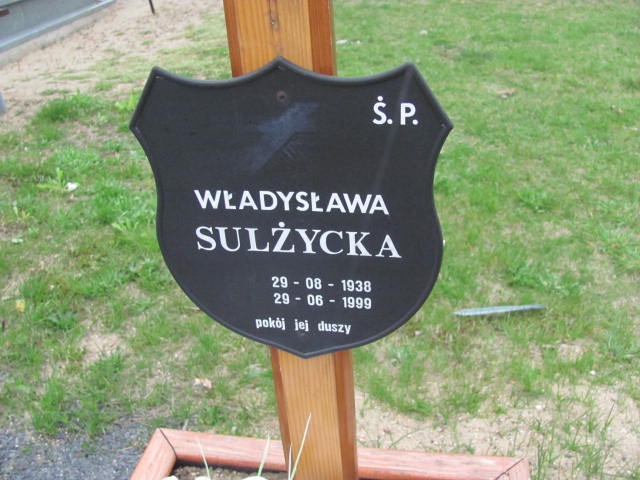 Ś. P.
WŁADYSŁAWA
SULŻYCKA
29 - 08 - 1938
29 - 06 - 1999
pokój jej duszy